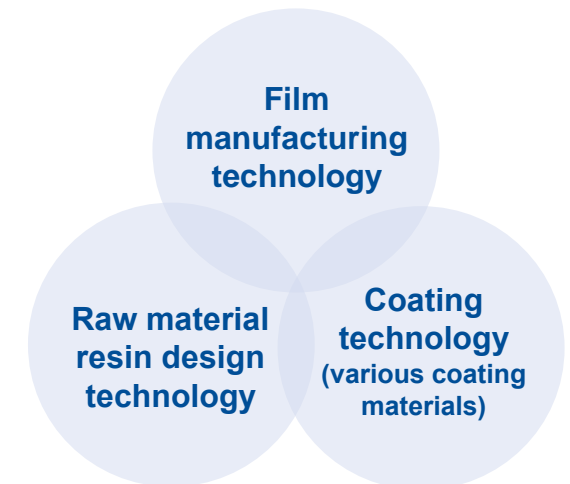 Film
manufacturing
technology
Raw material
resin design
technology
Coating
technology
(various coating
materials)